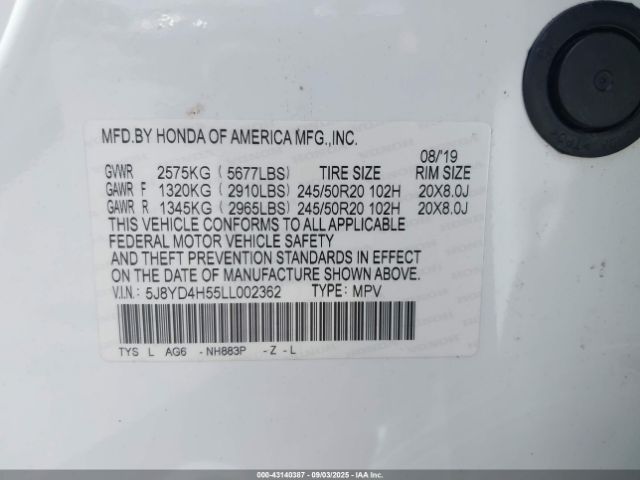 MFD.BY HONDA OF AMERICA MFG.,INC.
08/'19
GVWR 2575KG ( 5677LBS) TIRE SIZE RIM SIZE
GAWR F 1320KG ( 2910LBS) 245/50R20 102H 20X8.0J
GAWR R 1345KG ( 2965LBS) 245/50R20 102H 20X8.0J
THIS VEHICLE CONFORMS TO ALL APPLICABLE
FEDERAL MOTOR VEHICLE SAFETY
AND THEFT PREVENTION STANDARDS IN EFFECT
ON THE DATE OF MANUFACTURE SHOWN ABOVE.
V.I.N.: 5J8YD4H55LL002362 TYPE: MPV
TYS L AG6 -NH883P -Z-L
000-43140387 - 09/03/2025 - IAA Inc.